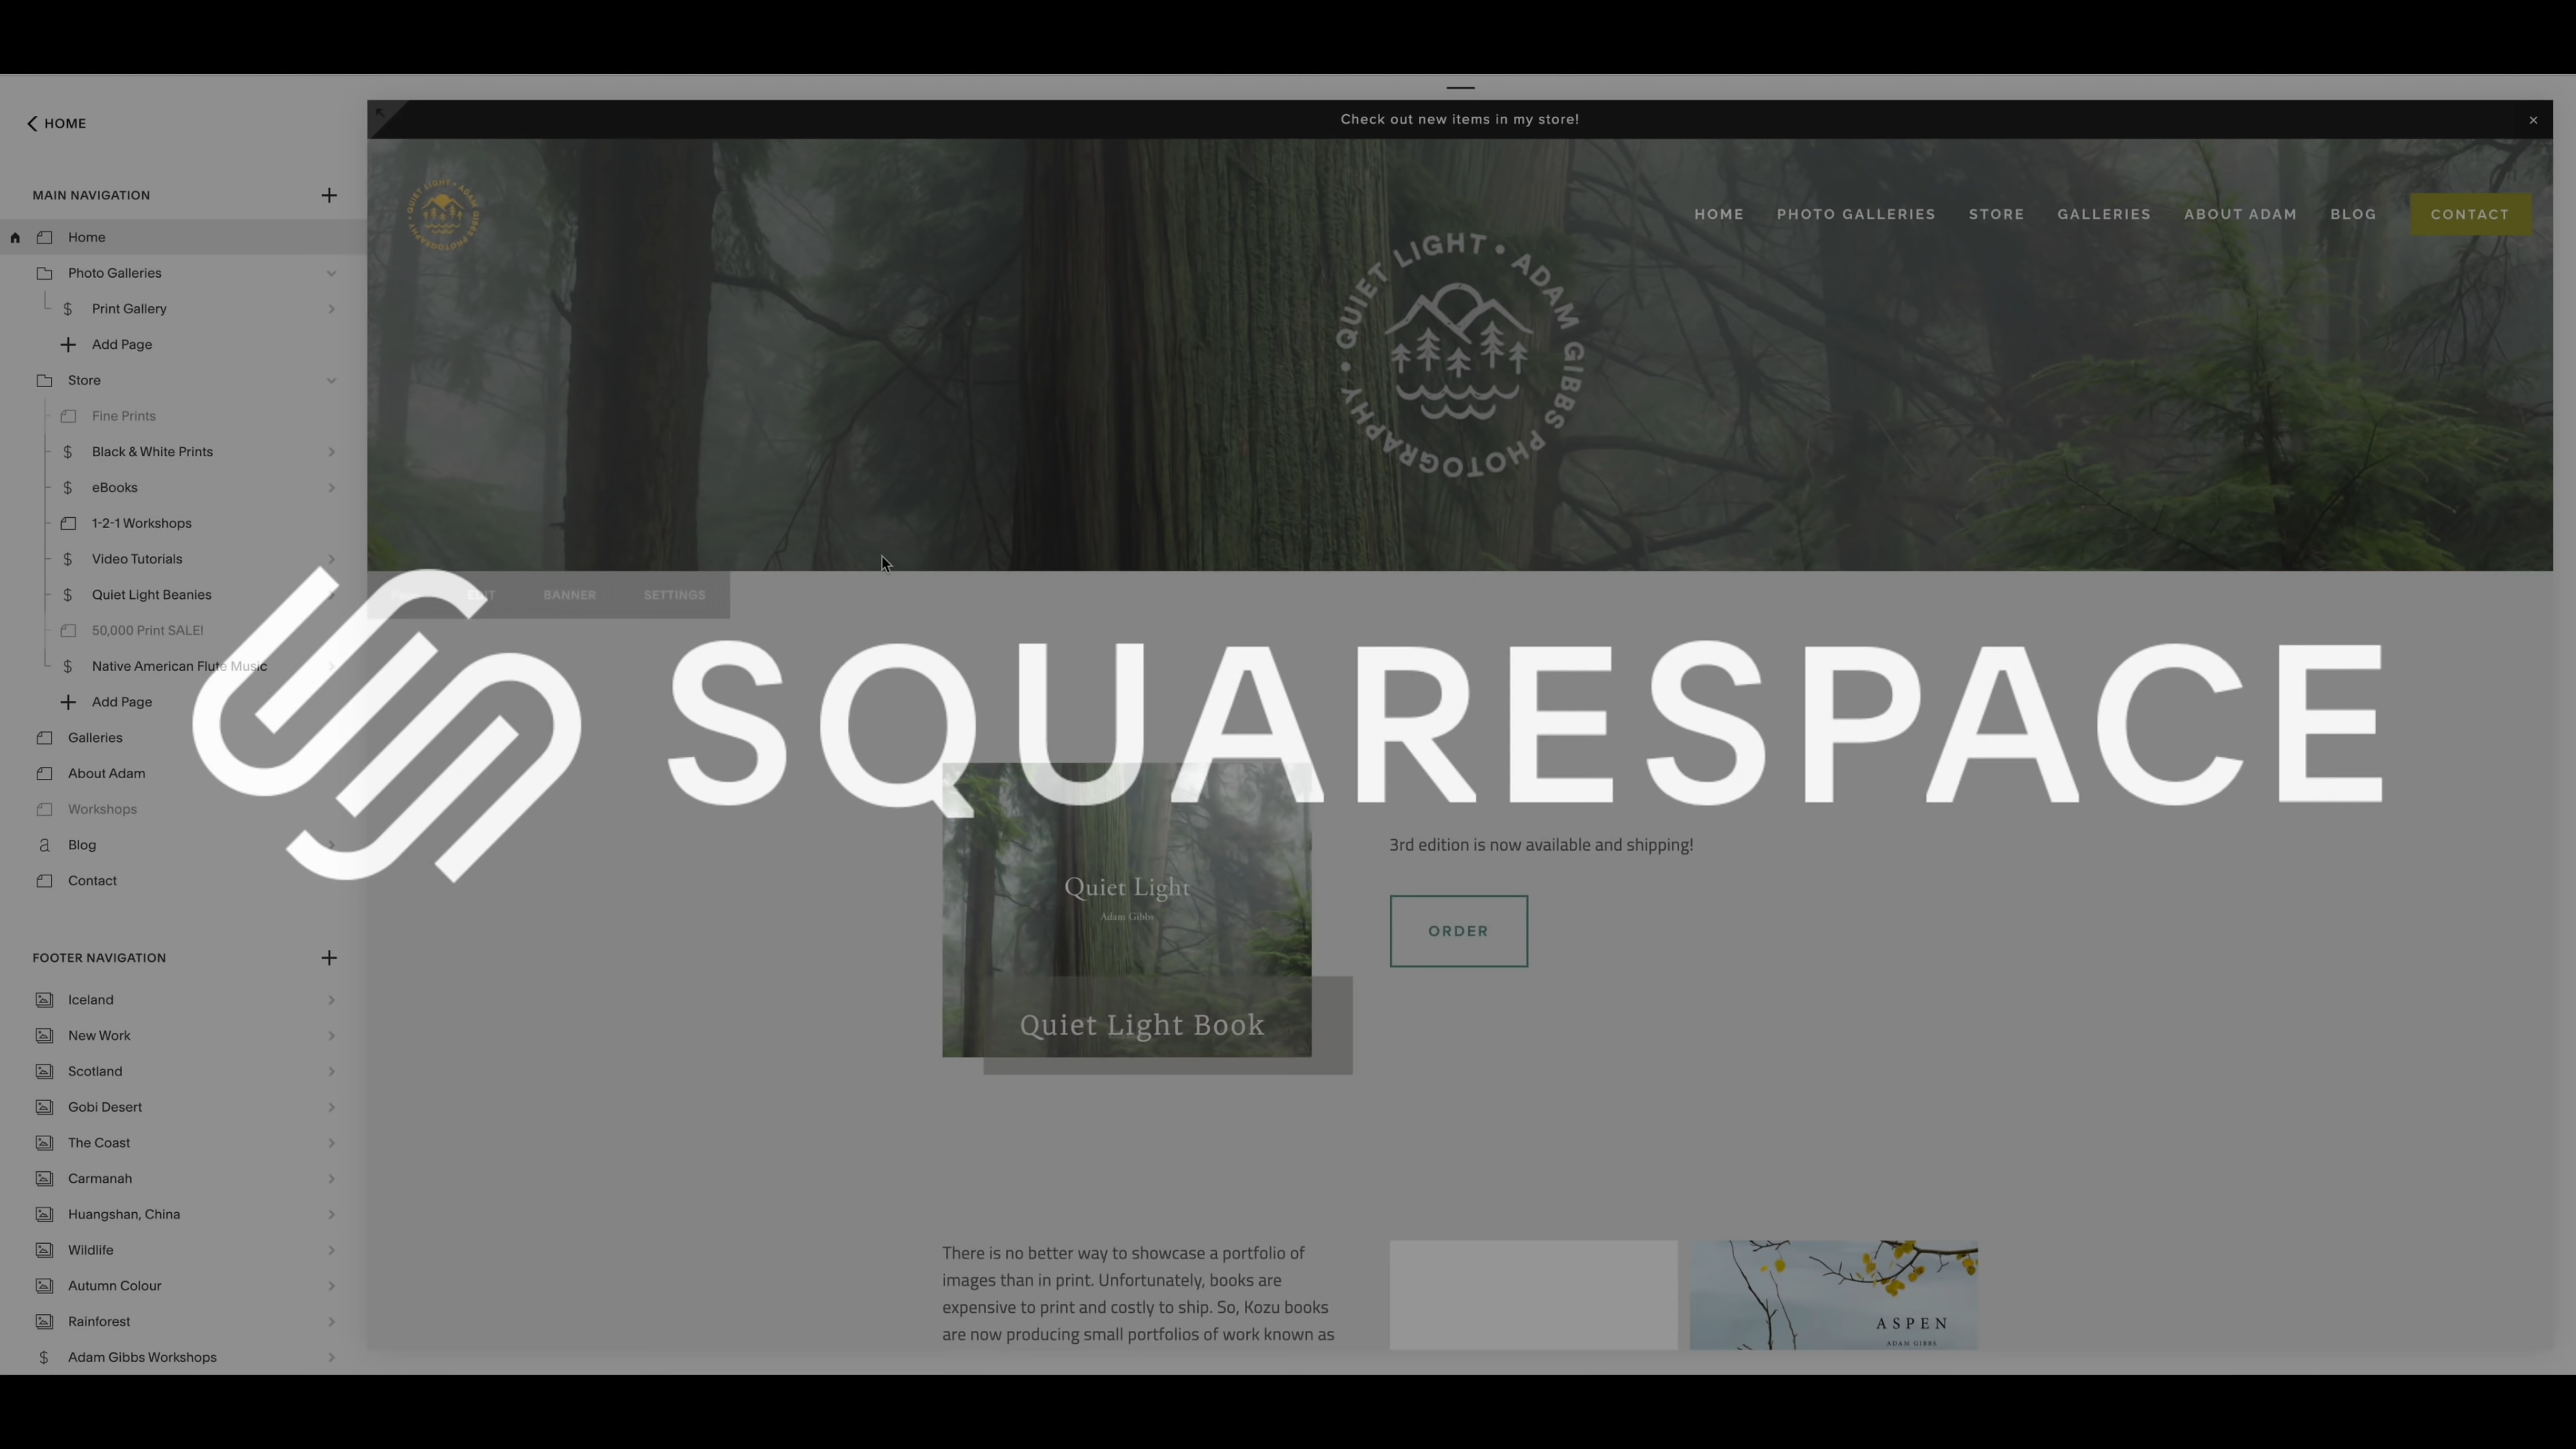 HOME
MAIN NAVIGATION
Home
Photo Galleries
$ Print Gallery
Add Page
Store
Fine Prints
$ Black & White Prints
$ eBooks
1-2-1 Workshops
$ Video Tutorials
$ Quiet Light Beanies
50,000 Print SALE!
$ Native American Flute Music
Add Page
Galleries
About Adam
Workshops
Blog
Contact
FOOTER NAVIGATION
Iceland
New Work
Scotland
Gobi Desert
The Coast
Carmanah
Huangshan, China
Wildlife
Autumn Colour
Rainforest
$ Adam Gibbs Workshops
Check out new items in my store!
QUIET LIGHT • ADAM GIBBS PHOTOGRAPHY •
HOME PHOTO GALLERIES STORE GALLERIES ABOUT ADAM BLOG CONTACT
QUIET LIGHT • ADAM GIBBS PHOTOGRAPHY •
BANNER SETTINGS
SQUARESPACE
Quiet Light
Adam Gibbs
Quiet Light Book
3rd edition is now available and shipping!
ORDER
There is no better way to showcase a portfolio of
images than in print. Unfortunately, books are
expensive to print and costly to ship. So, Kozu books
are now producing small portfolios of work known as
ASPEN
ADAM GIBBS